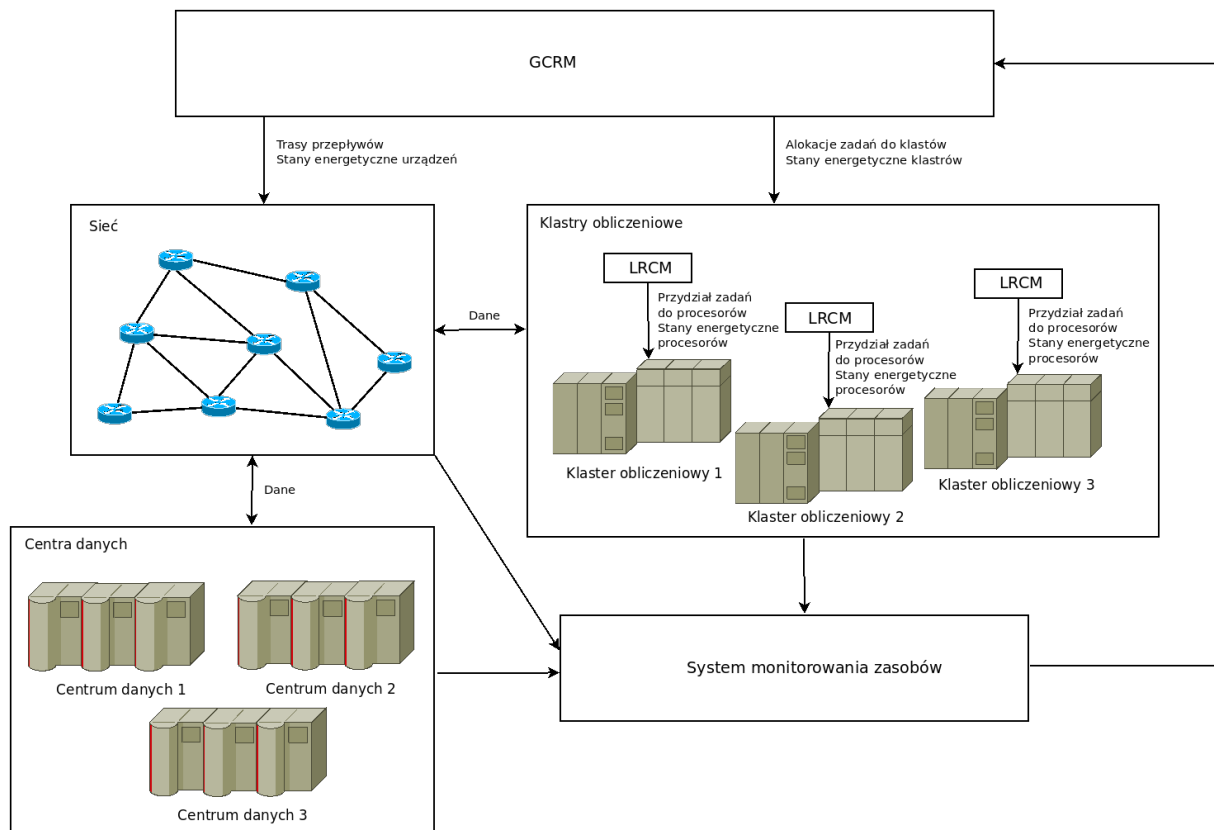 GCRM
Trasy przepływów
Stany energetyczne urządzeń
Alokacje zadań do klastów
Stany energetyczne klastrów
Sieć
Klastry obliczeniowe
LRCM
Przydział zadań
do procesorów
Stany energetyczne
procesorów
LRCM
Przydział zadań
do procesorów
Stany energetyczne
procesorów
LRCM
Przydział zadań
do procesorów
Stany energetyczne
procesorów
Dane
Klaster obliczeniowy 1
Klaster obliczeniowy 2
Klaster obliczeniowy 3
Dane
Centra danych
Centrum danych 1
Centrum danych 2
Centrum danych 3
System monitorowania zasobów